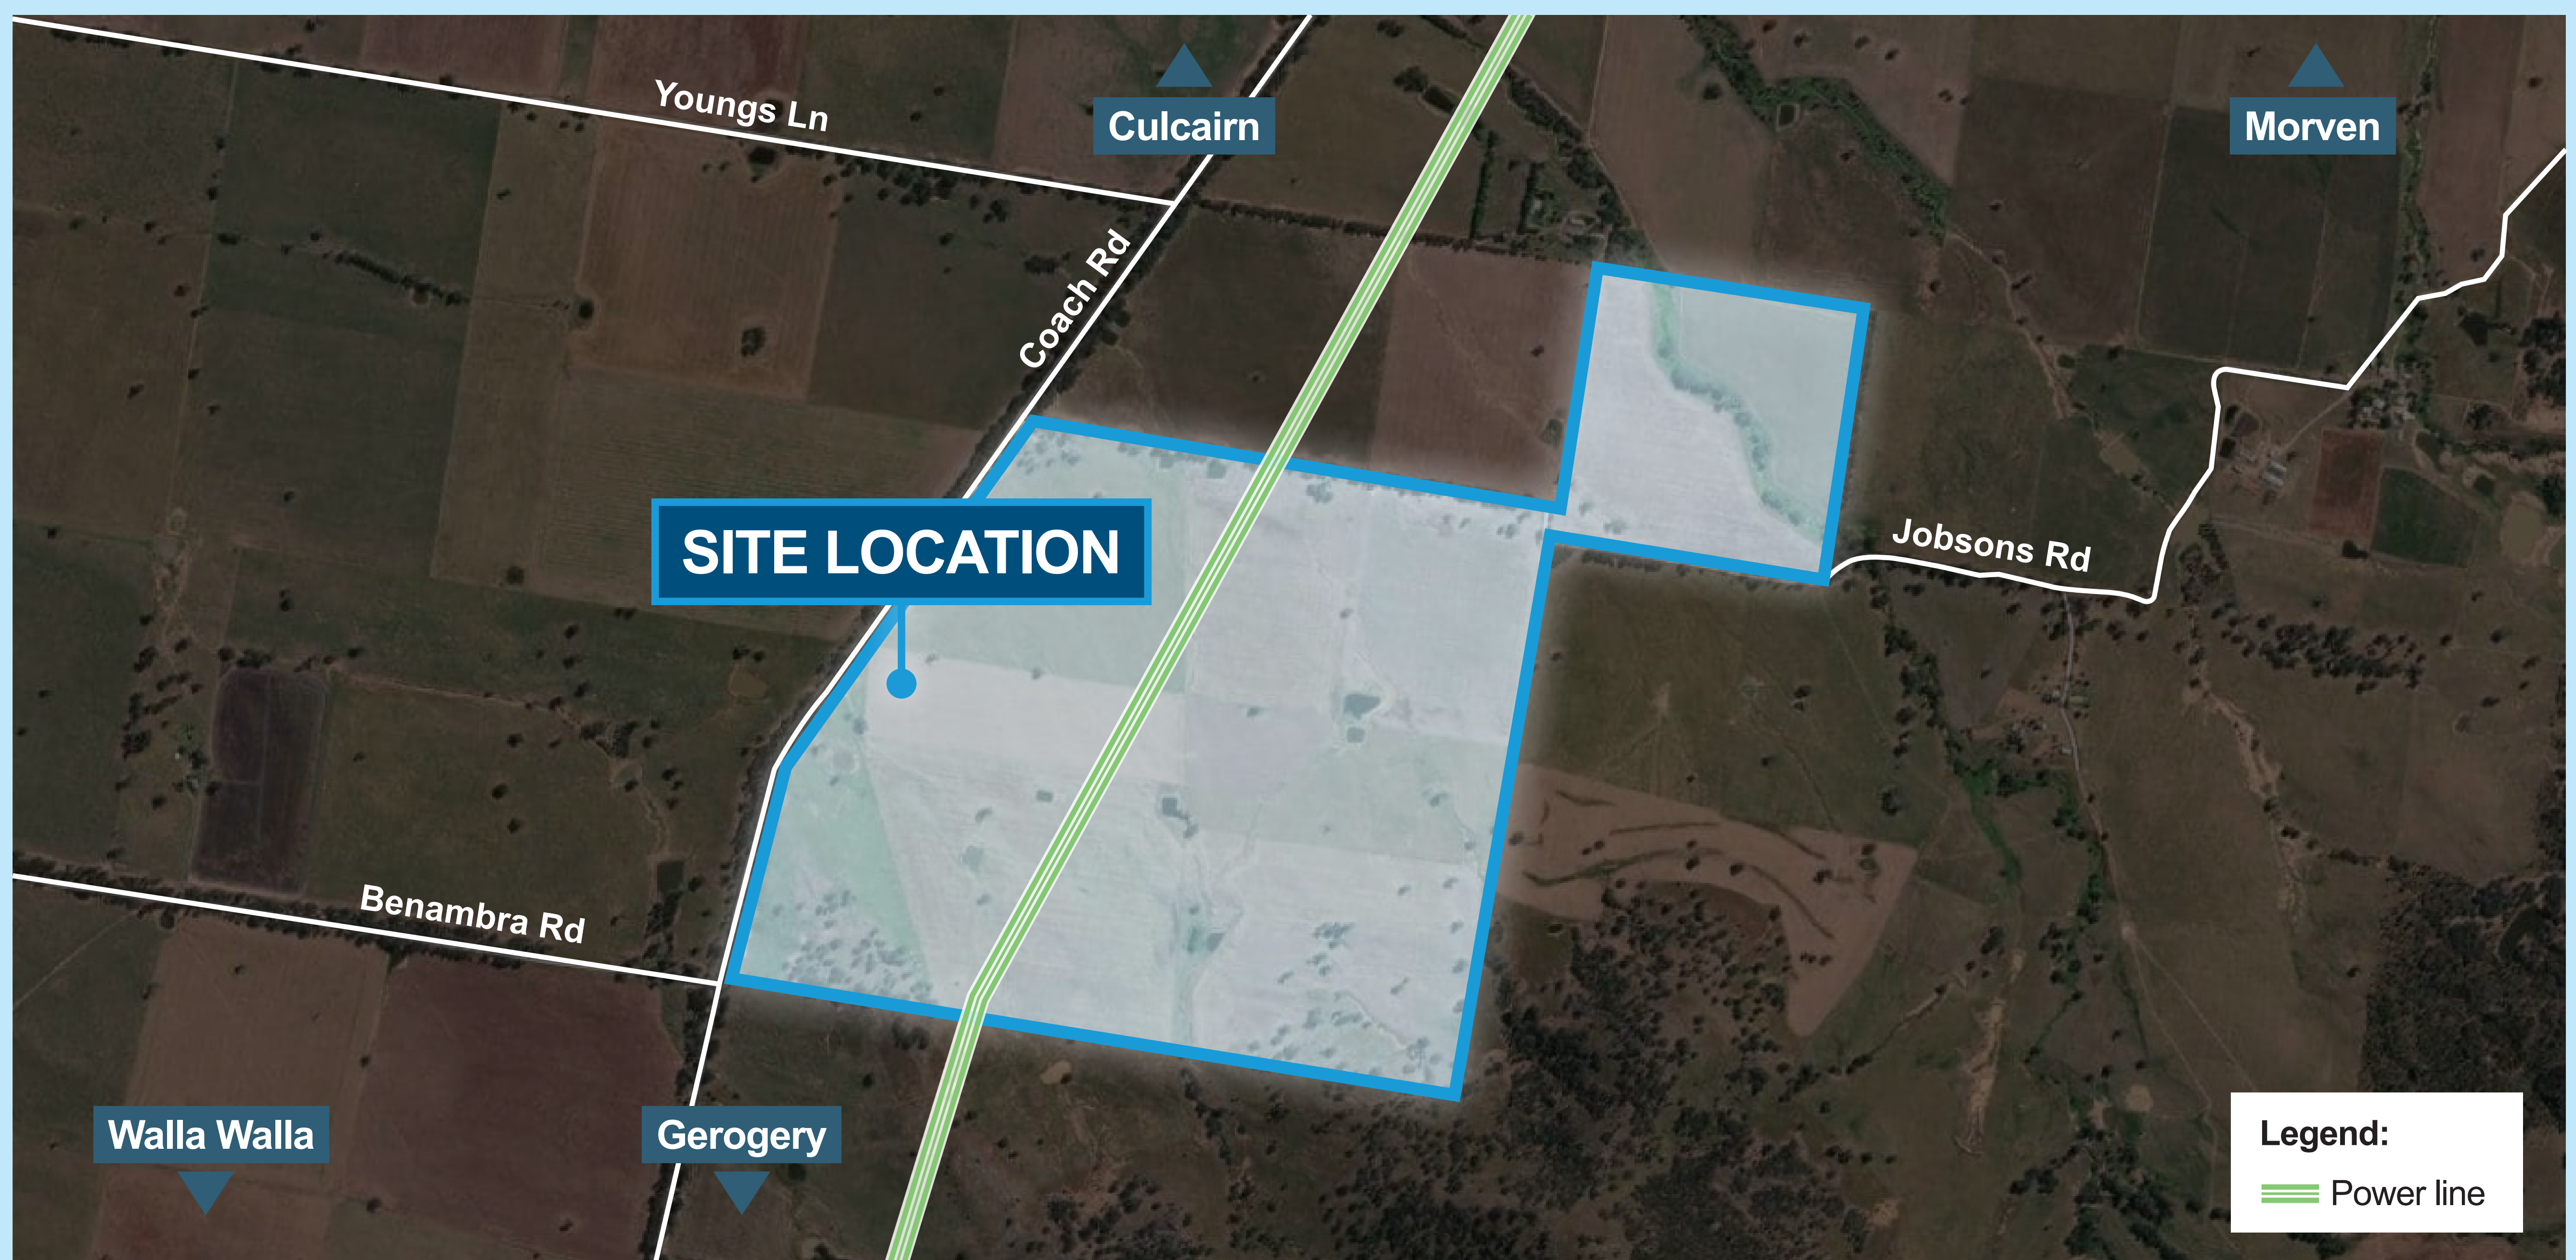 Youngs Ln
Culcairn
Morven
Coach Rd
SITE LOCATION
Jobsons Rd
Benambra Rd
Walla Walla
Gerogery
Legend:
Power line